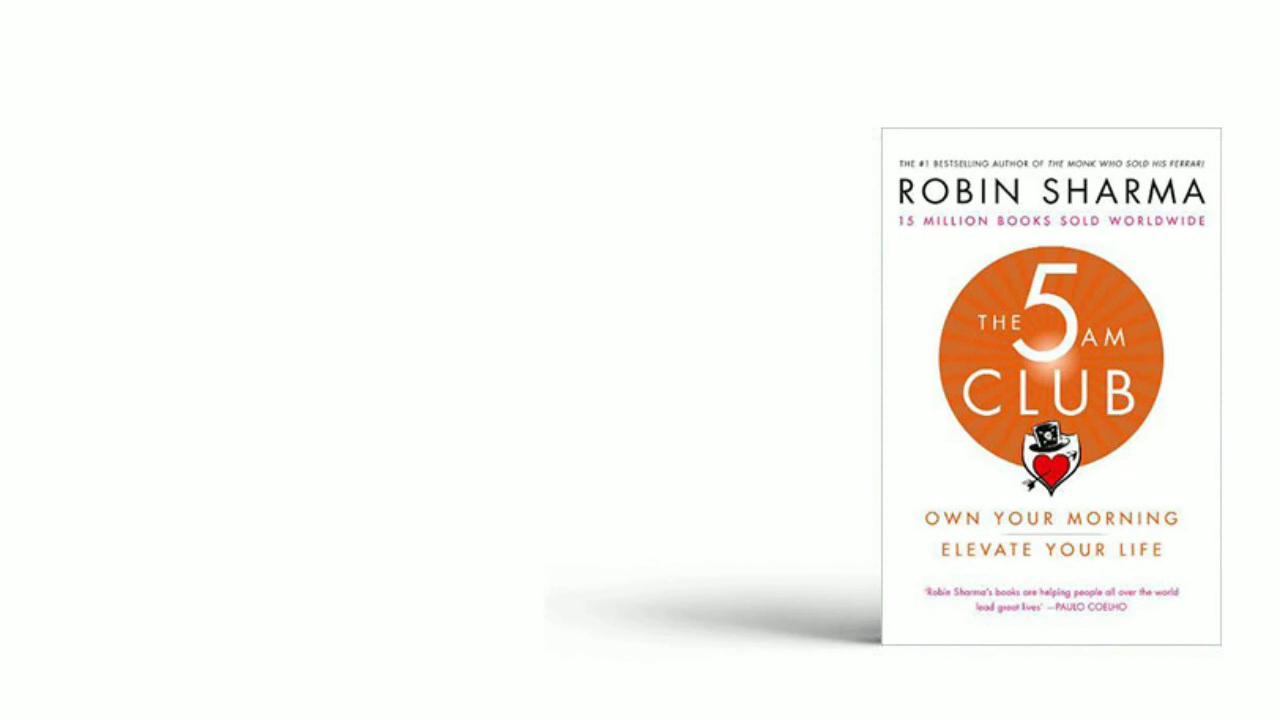 THE #1 BESTSELLING AUTHOR OF THE MONK WHO SOLD HIS FERRARI
ROBIN SHARMA
15 MILLION BOOKS SOLD WORLDWIDE
THE 5 AM
CLUB
OWN YOUR MORNING
ELEVATE YOUR LIFE
'Robin Sharma's books are helping people all over the world
lead great lives' —PAULO COELHO